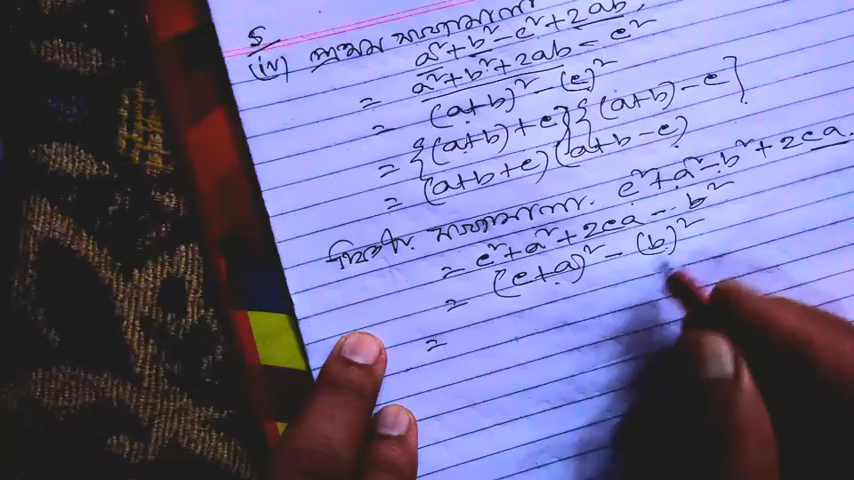 5
(iv) প্রথম সংখ্যামালা a² + b² - c² + 2ab,
= a² + b² + 2ab - c²
= (a+b)² - (c)²
= {(a+b) + c} {(a+b) - c}
= (a+b+c) (a+b-c)
দ্বিতীয় সংখ্যামালা. c² + a² - b² + 2ca.
= c² + a² + 2ca - b²
= (c+a)² - (b)²
=